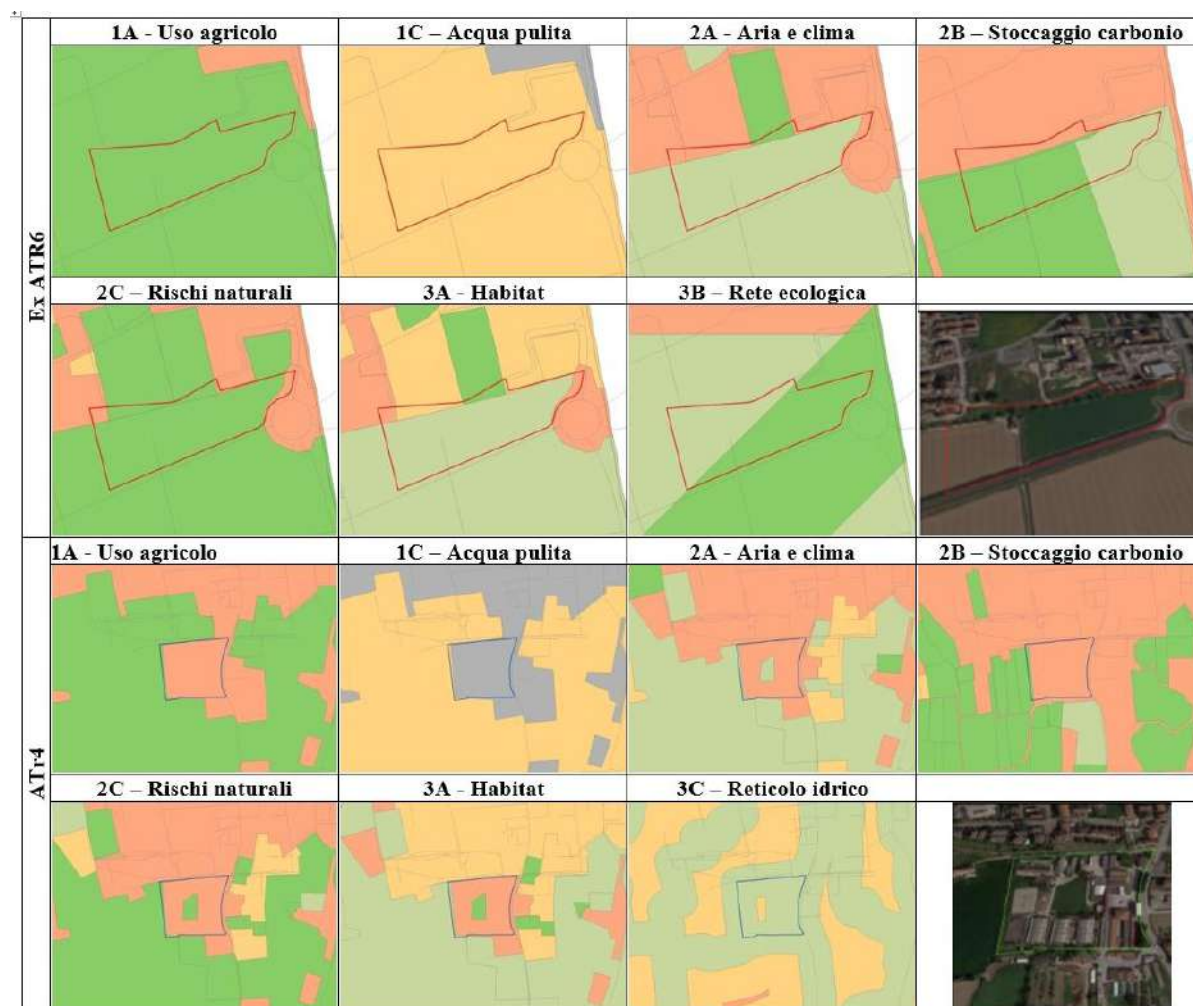 1A - Uso agricolo
1C – Acqua pulita
2A - Aria e clima
2B – Stoccaggio carbonio
Ex ATR6
2C – Rischi naturali
3A - Habitat
3B – Rete ecologica
1A - Uso agricolo
1C – Acqua pulita
2A - Aria e clima
2B – Stoccaggio carbonio
ATr4
2C – Rischi naturali
3A - Habitat
3C – Reticolo idrico